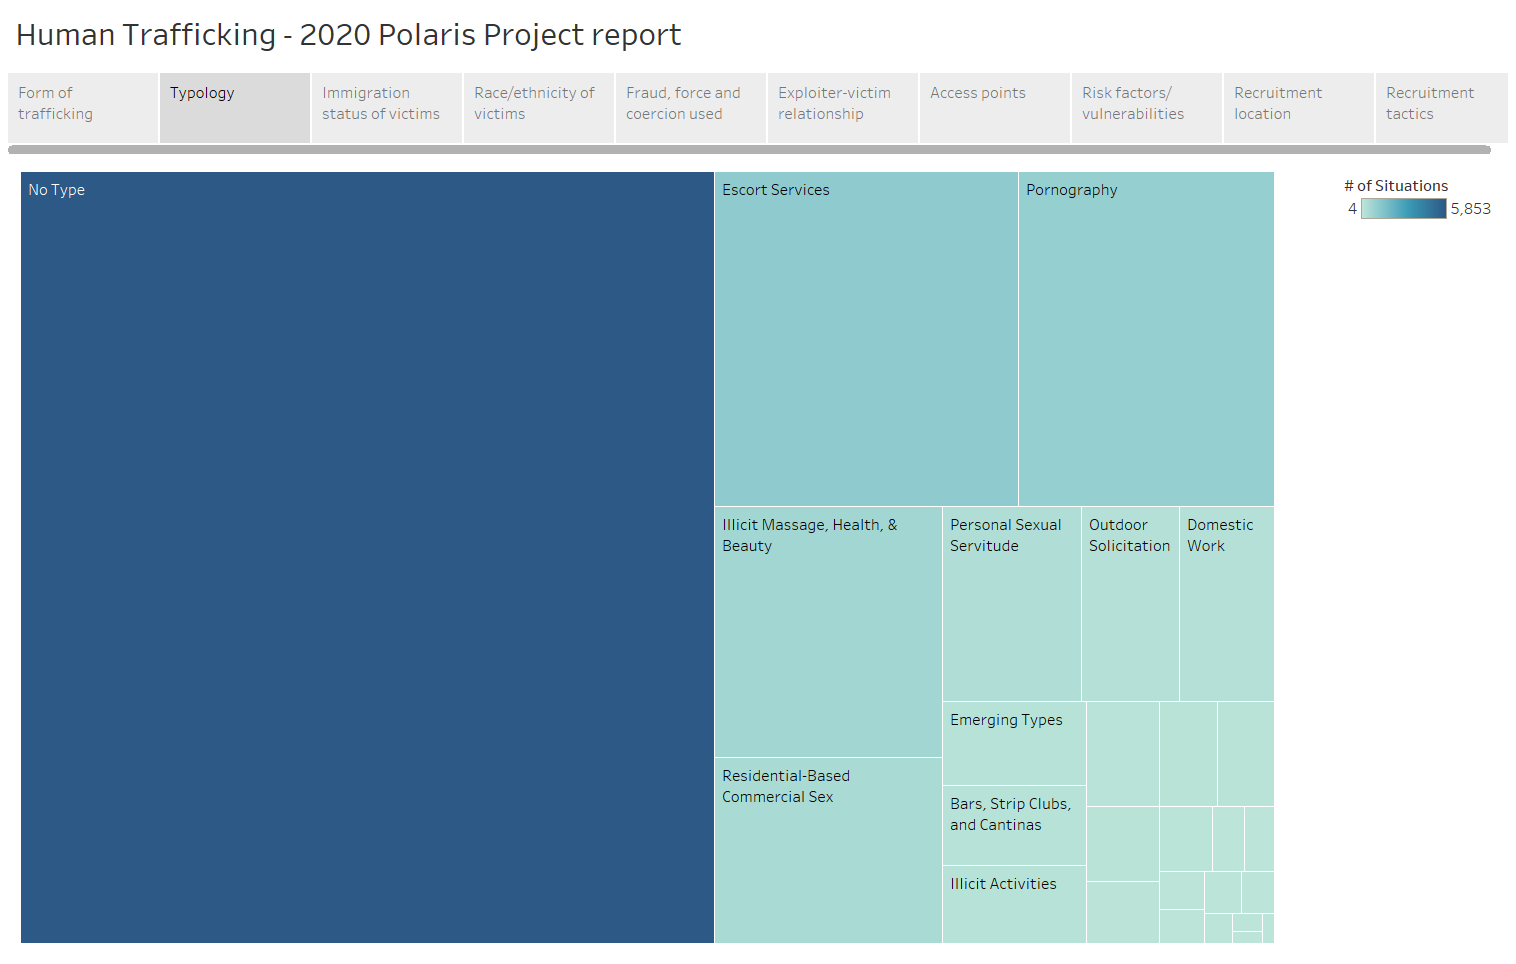 Human Trafficking - 2020 Polaris Project report
Form of
trafficking
Typology
Immigration
status of victims
Race/ethnicity of
victims
Fraud, force and
coercion used
Exploiter-victim
relationship
Access points
Risk factors/
vulnerabilities
Recruitment
location
Recruitment
tactics
No Type
Escort Services
Pornography
# of Situations
4
5,853
Illicit Massage, Health, &
Beauty
Personal Sexual
Servitude
Outdoor
Solicitation
Domestic
Work
Emerging Types
Residential-Based
Commercial Sex
Bars, Strip Clubs,
and Cantinas
Illicit Activities